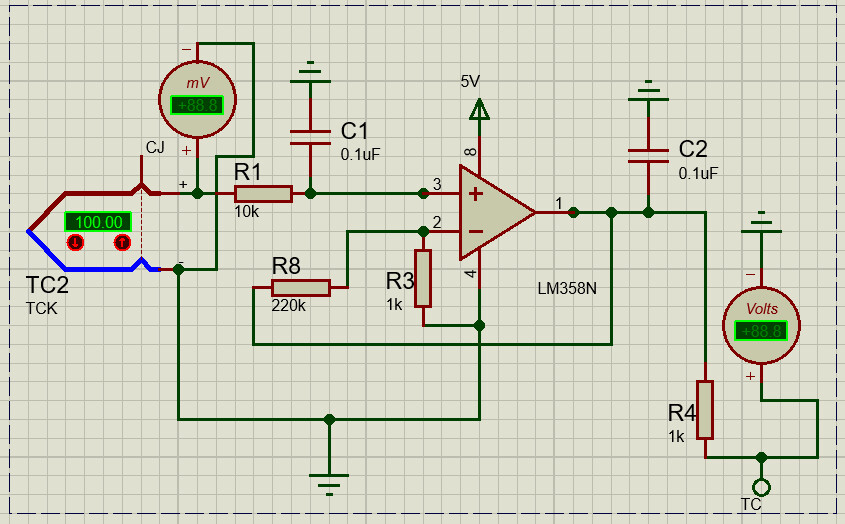 mV
+88.8
CJ
+
-
100.00
TC2
TCK
R1
10k
C1
0.1uF
5V
8
3
2
1
4
LM358N
R8
220k
R3
1k
C2
0.1uF
Volts
+88.8
R4
1k
TC